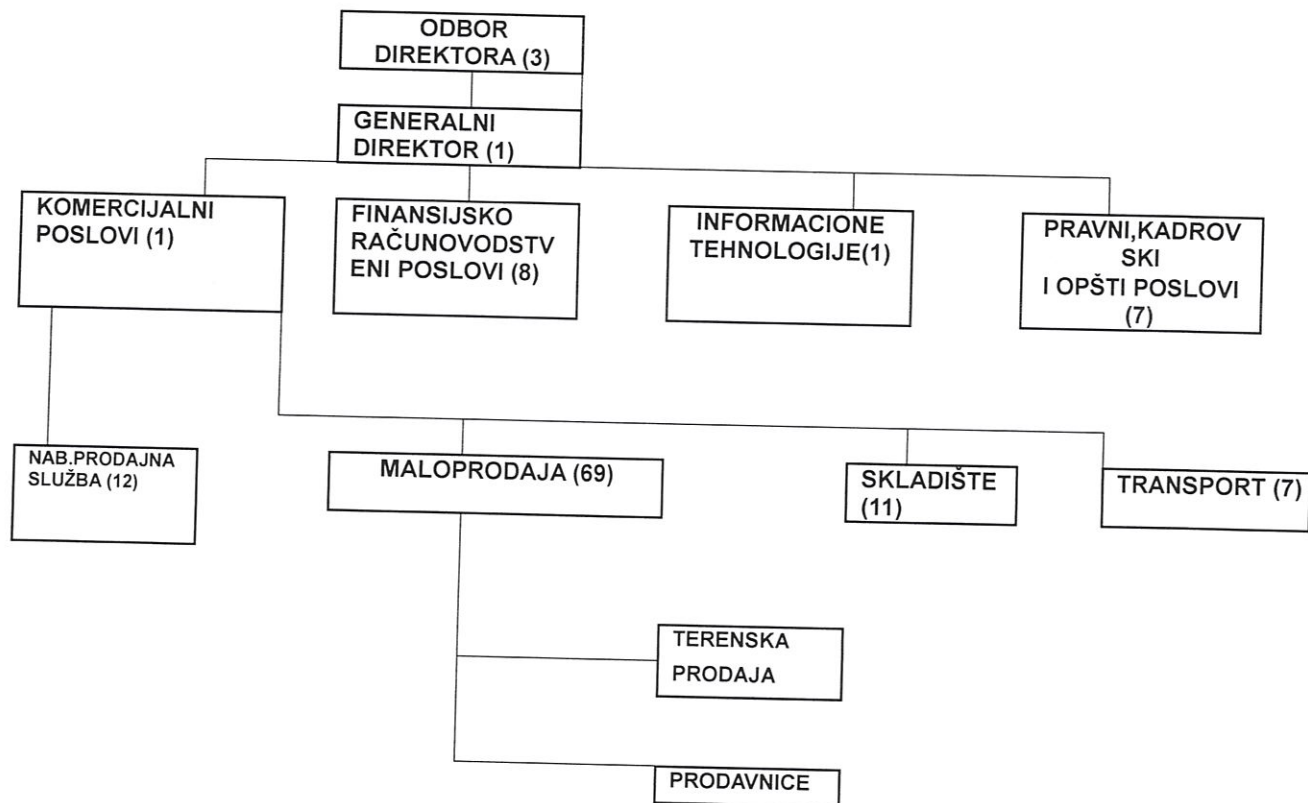 ODBOR
DIREKTORA (3)
GENERALNI
DIREKTOR (1)
KOMERCIJALNI
POSLOVI (1)
FINANSIJSKO
RAČUNOVODSTV
ENI POSLOVI (8)
INFORMACIONE
TEHNOLOGIJE(1)
PRAVNI,KADROV
SKI
I OPŠTI POSLOVI
(7)
NAB.PRODAJNA
SLUŽBA (12)
MALOPRODAJA (69)
SKLADIŠTE
(11)
TRANSPORT (7)
TERENSKA
PRODAJA
PRODAVNICE